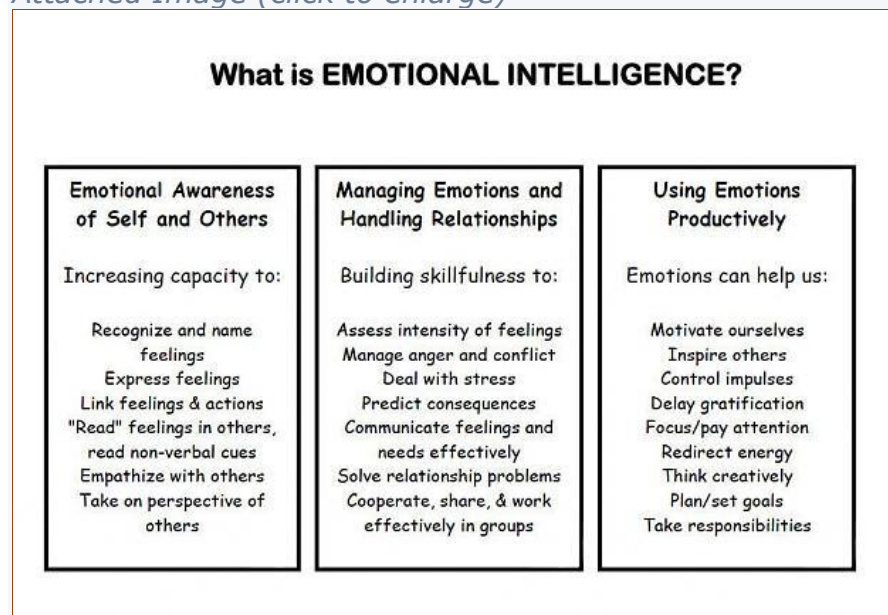 Attached Image (click to enlarge)
What is EMOTIONAL INTELLIGENCE?
Emotional Awareness
of Self and Others
Increasing capacity to:
Recognize and name
feelings
Express feelings
Link feelings & actions
"Read" feelings in others,
read non-verbal cues
Empathize with others
Take on perspective of
others
Managing Emotions and
Handling Relationships
Building skillfulness to:
Assess intensity of feelings
Manage anger and conflict
Deal with stress
Predict consequences
Communicate feelings and
needs effectively
Solve relationship problems
Cooperate, share, & work
effectively in groups
Using Emotions
Productively
Emotions can help us:
Motivate ourselves
Inspire others
Control impulses
Delay gratification
Focus/pay attention
Redirect energy
Think creatively
Plan/set goals
Take responsibilities